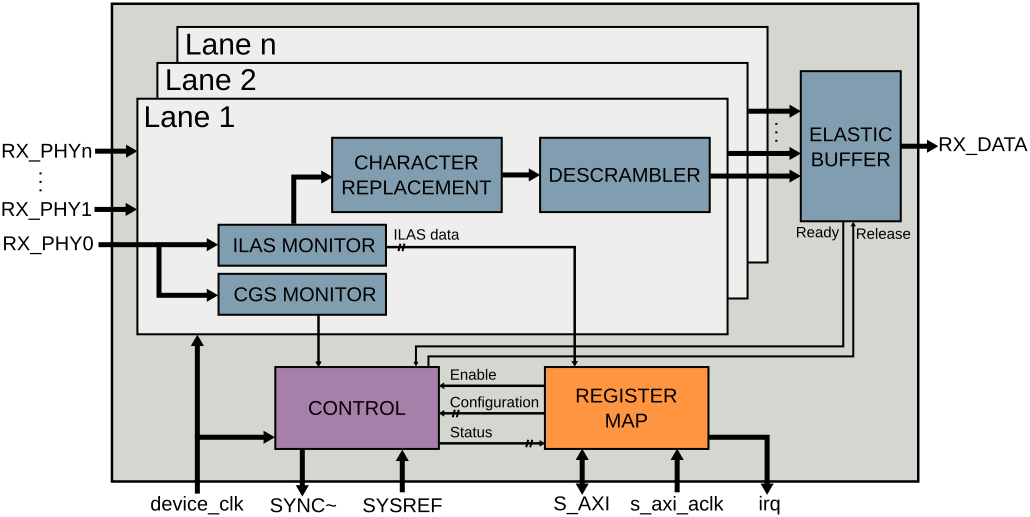 Lane n
Lane 2
Lane 1
RX_PHYn
RX_PHY1
RX_PHY0
CHARACTER
REPLACEMENT
DESCRAMBLER
ELASTIC
BUFFER
RX_DATA
ILAS MONITOR
ILAS data
CGS MONITOR
Ready
Release
CONTROL
Enable
Configuration
Status
REGISTER
MAP
device_clk
SYNC~
SYSREF
S_AXI
s_axi_aclk
irq